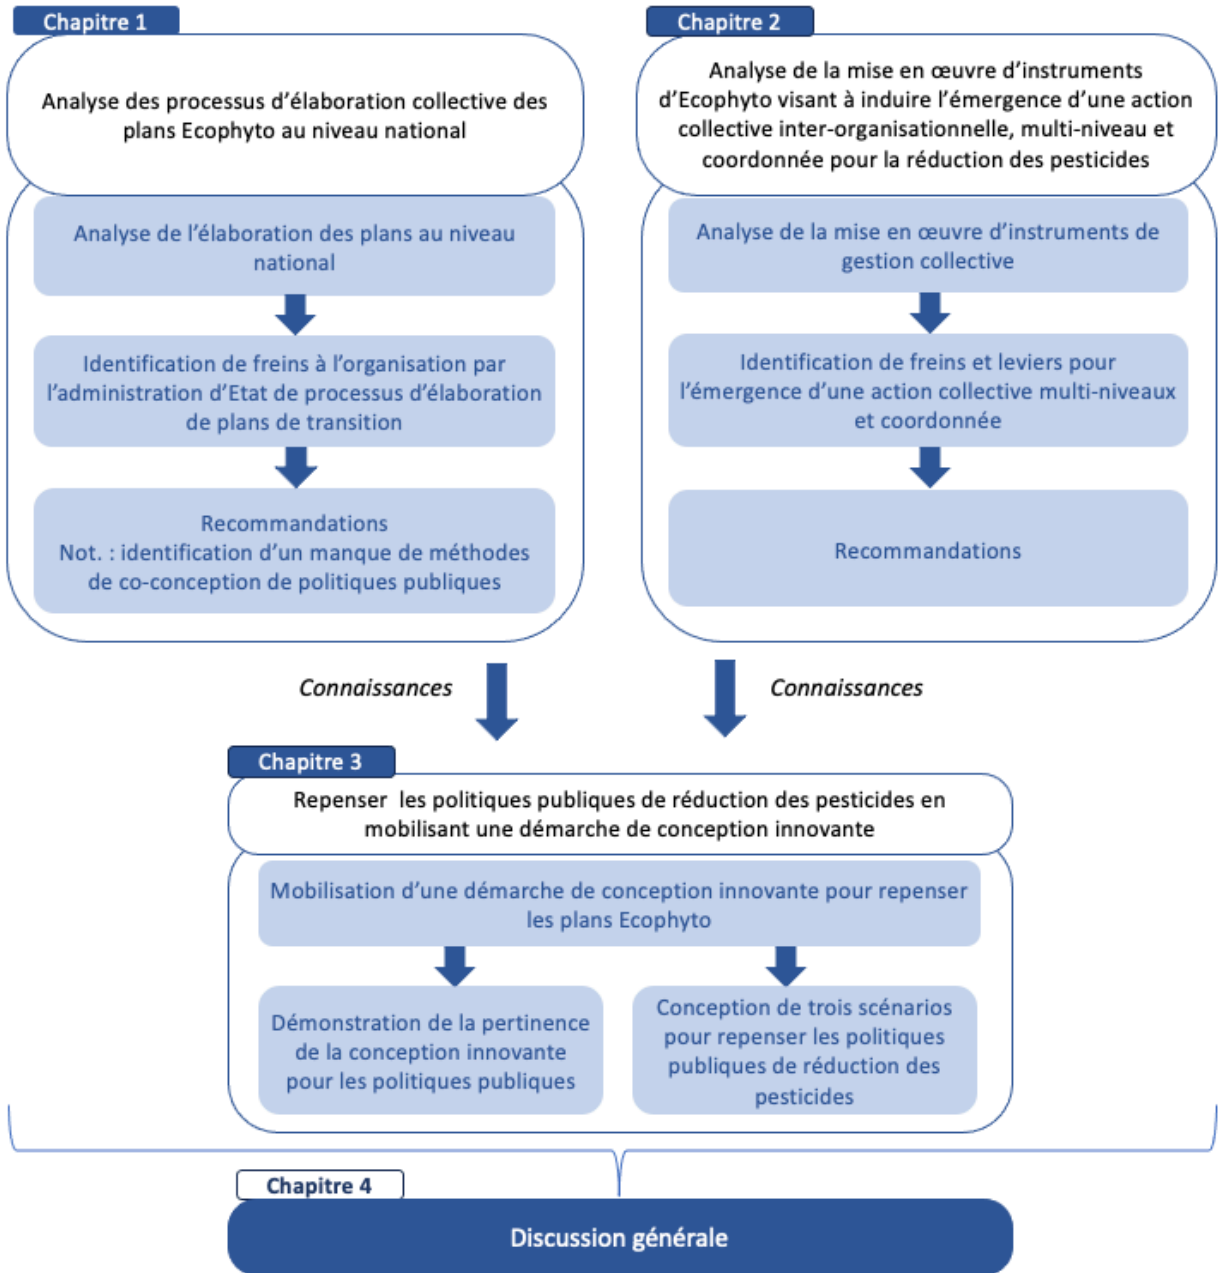 Chapitre 1
Analyse des processus d'élaboration collective des
plans Ecophyto au niveau national
Analyse de l'élaboration des plans au niveau
national
Identification de freins à l'organisation par
l'administration d'Etat de processus d'élaboration
de plans de transition
Recommandations
Not. : identification d'un manque de méthodes
de co-conception de politiques publiques
Chapitre 2
Analyse de la mise en œuvre d'instruments
d'Ecophyto visant à induire l'émergence d'une action
collective inter-organisationnelle, multi-niveau et
coordonnée pour la réduction des pesticides
Analyse de la mise en œuvre d'instruments de
gestion collective
Identification de freins et leviers pour
l'émergence d'une action collective multi-niveaux
et coordonnée
Recommandations
Connaissances
Connaissances
Chapitre 3
Repenser les politiques publiques de réduction des pesticides en
mobilisant une démarche de conception innovante
Mobilisation d'une démarche de conception innovante pour repenser
les plans Ecophyto
Démonstration de la pertinence
de la conception innovante
pour les politiques publiques
Conception de trois scénarios
pour repenser les politiques
publiques de réduction des
pesticides
Chapitre 4
Discussion générale